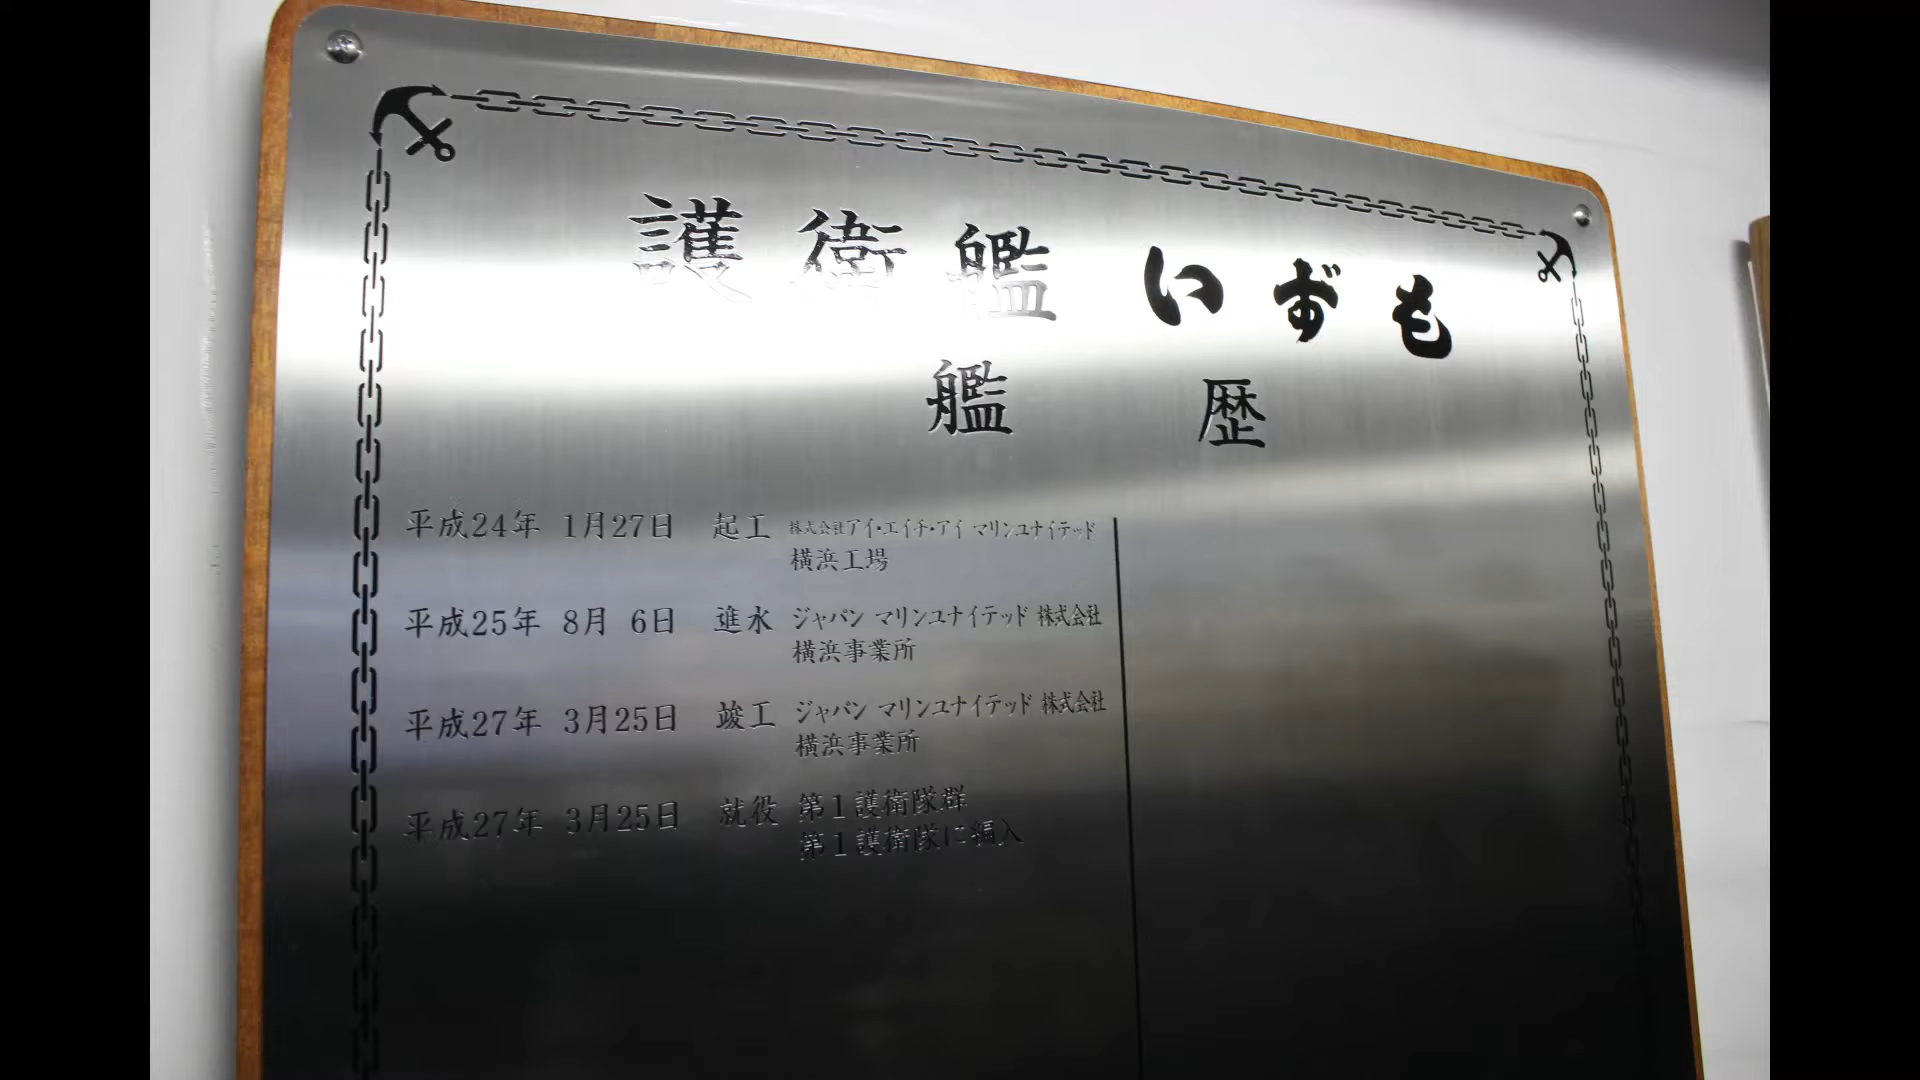 護衛艦 いずも
艦 歴
平成24年 1月27日 起工 株式会社アイ・エイチ・アイ マリンユナイテッド
横浜工場
平成25年 8月 6日 進水 ジャパン マリンユナイテッド 株式会社
横浜事業所
平成27年 3月25日 竣工 ジャパン マリンユナイテッド 株式会社
横浜事業所
平成27年 3月25日 就役 第1護衛隊群
第1護衛隊に編入